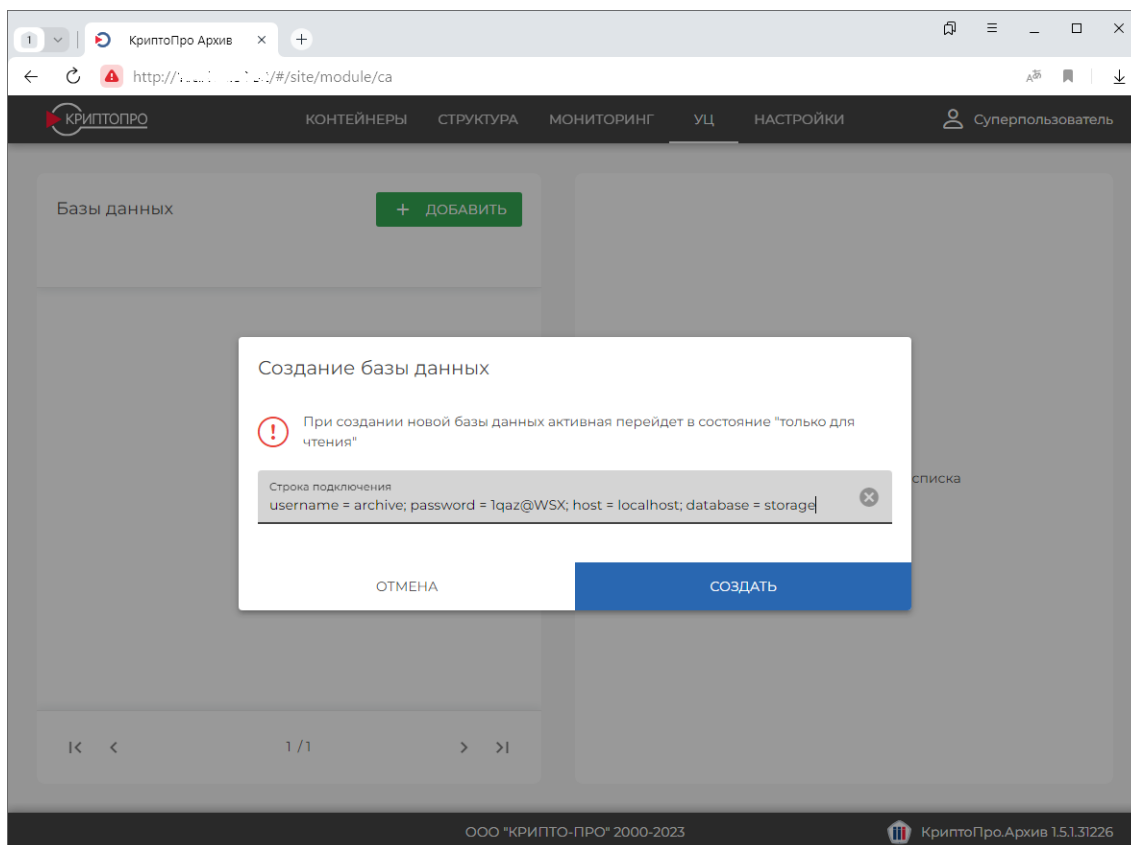 1
КриптоПро Архив
http:// /#/site/module/ca
КРИПТОПРО
КОНТЕЙНЕРЫ СТРУКТУРА МОНИТОРИНГ УЦ НАСТРОЙКИ
Суперпользователь
Базы данных
+ ДОБАВИТЬ
Создание базы данных
При создании новой базы данных активная перейдет в состояние "только для
чтения"
списка
Строка подключения
username = archive; password = 1qaz@WSX; host = localhost; database = storage
ОТМЕНА
СОЗДАТЬ
1 / 1
ООО "КРИПТО-ПРО" 2000-2023
КриптоПро.Архив 1.5.1.31226